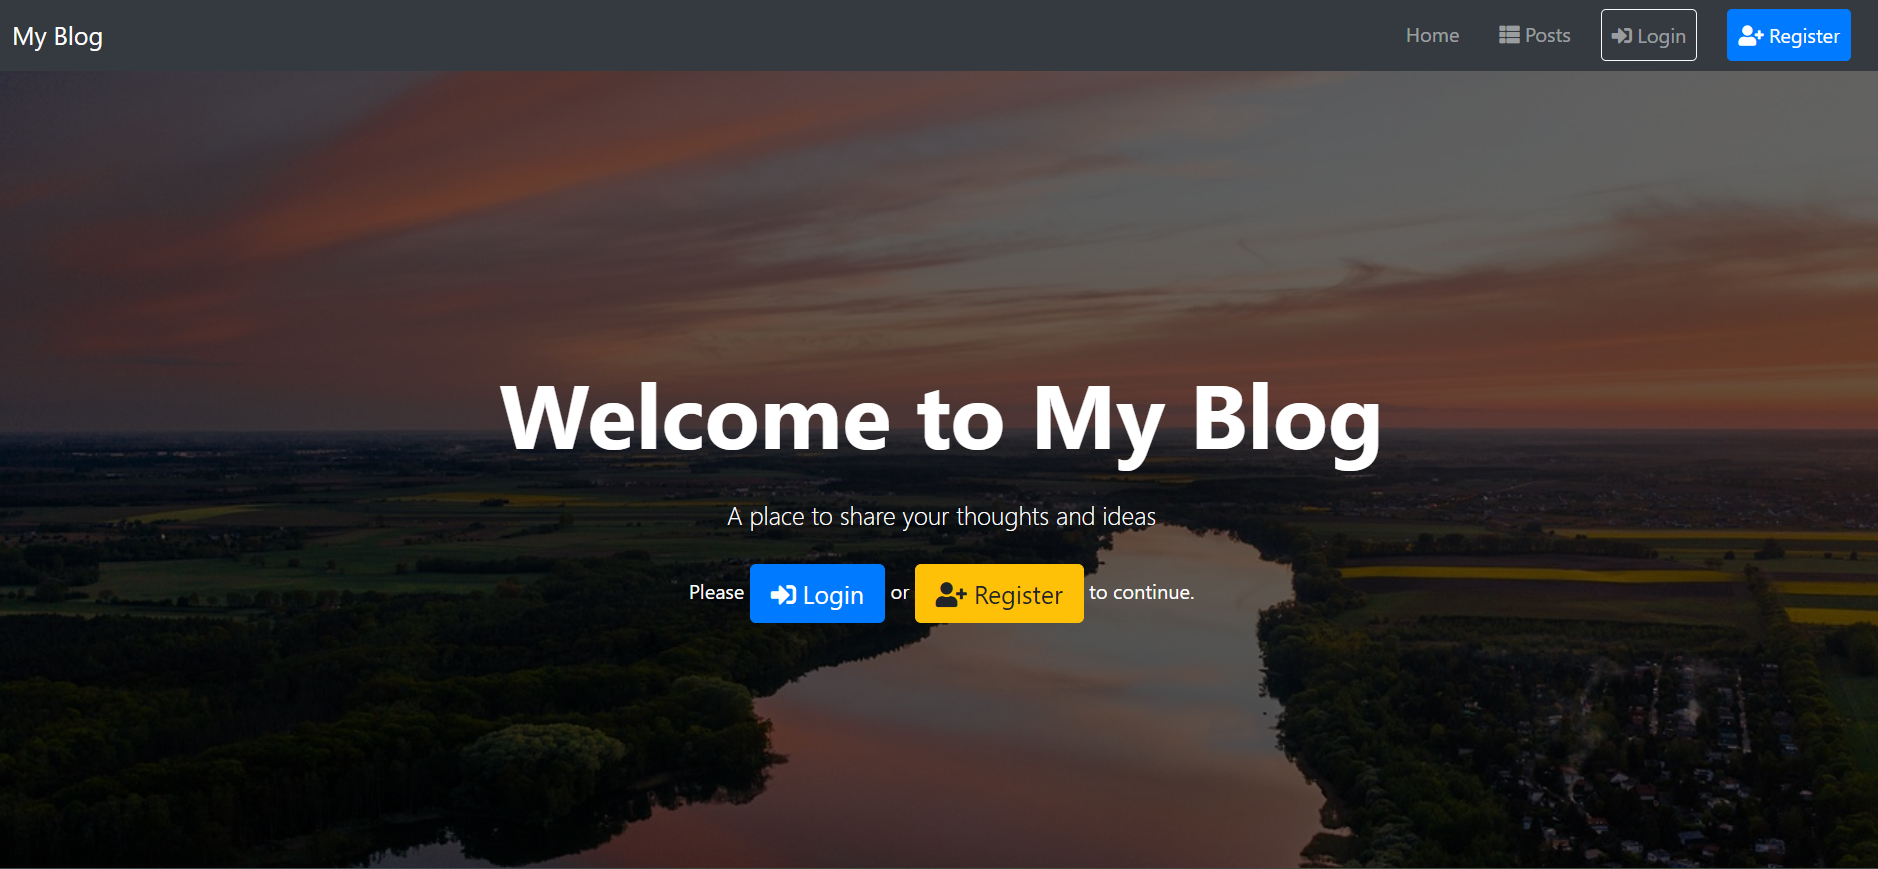 My Blog
Home Posts Login Register
Welcome to My Blog
A place to share your thoughts and ideas
Please Login or Register to continue.